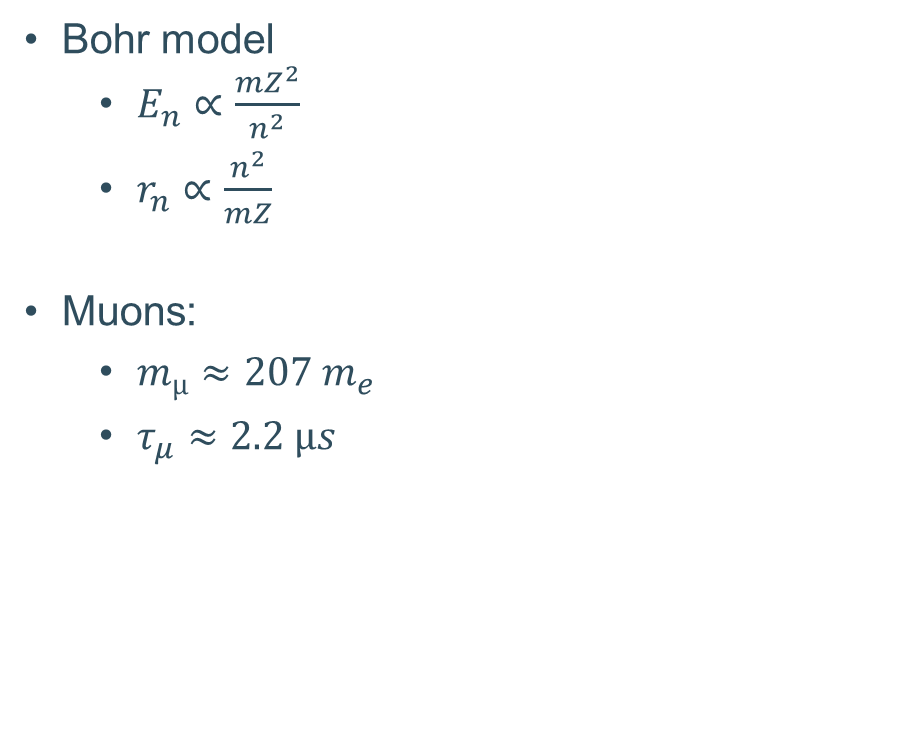 • Bohr model
• Eₙ ∝ mZ²/n²
• rₙ ∝ n²/mZ
• Muons:
• m_μ ≈ 207 mₑ
• τ_μ ≈ 2.2 μs